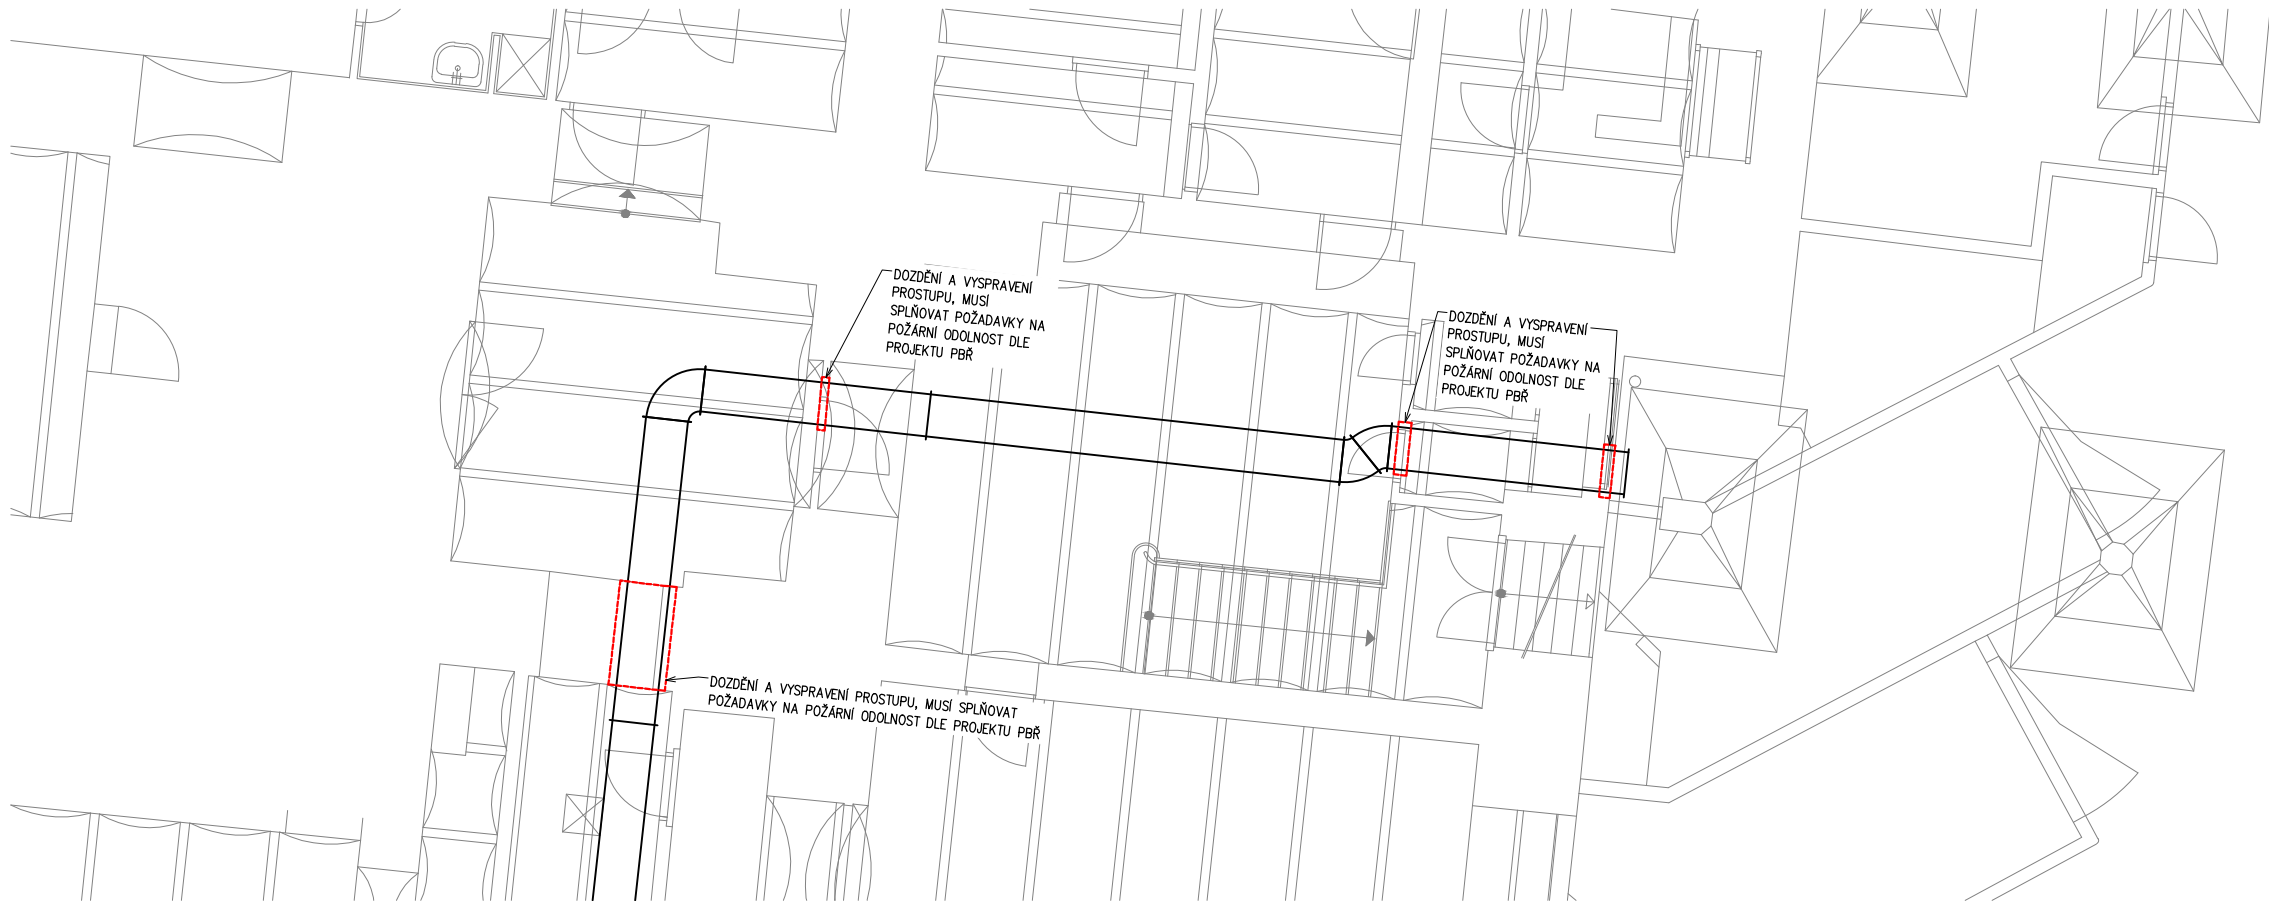 DOZDĚNÍ A VYSPRAVENÍ
PROSTUPU, MUSÍ
SPLŇOVAT POŽADAVKY NA
POŽÁRNÍ ODOLNOST DLE
PROJEKTU PBŘ
DOZDĚNÍ A VYSPRAVENÍ
PROSTUPU, MUSÍ
SPLŇOVAT POŽADAVKY NA
POŽÁRNÍ ODOLNOST DLE
PROJEKTU PBŘ
DOZDĚNÍ A VYSPRAVENÍ PROSTUPU, MUSÍ SPLŇOVAT
POŽADAVKY NA POŽÁRNÍ ODOLNOST DLE PROJEKTU PBŘ